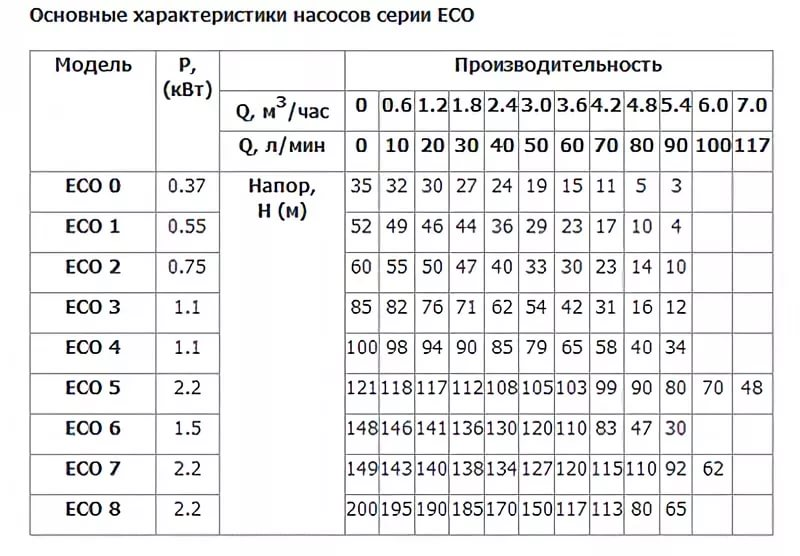 Основные характеристики насосов серии ECO
Модель P, (кВт) Производительность
Q, м³/час 0 0.6 1.2 1.8 2.4 3.0 3.6 4.2 4.8 5.4 6.0 7.0
Q, л/мин 0 10 20 30 40 50 60 70 80 90 100 117
ECO 0 0.37 Напор, H (м) 35 32 30 27 24 19 15 11 5 3
ECO 1 0.55 52 49 46 44 36 29 23 17 10 4
ECO 2 0.75 60 55 50 47 40 33 30 23 14 10
ECO 3 1.1 85 82 76 71 62 54 42 31 16 12
ECO 4 1.1 100 98 94 90 85 79 65 58 40 34
ECO 5 2.2 121 118 117 112 108 105 103 99 90 80 70 48
ECO 6 1.5 148 146 141 136 130 120 110 83 47 30
ECO 7 2.2 149 143 140 138 134 127 120 115 110 92 62
ECO 8 2.2 200 195 190 185 170 150 117 113 80 65